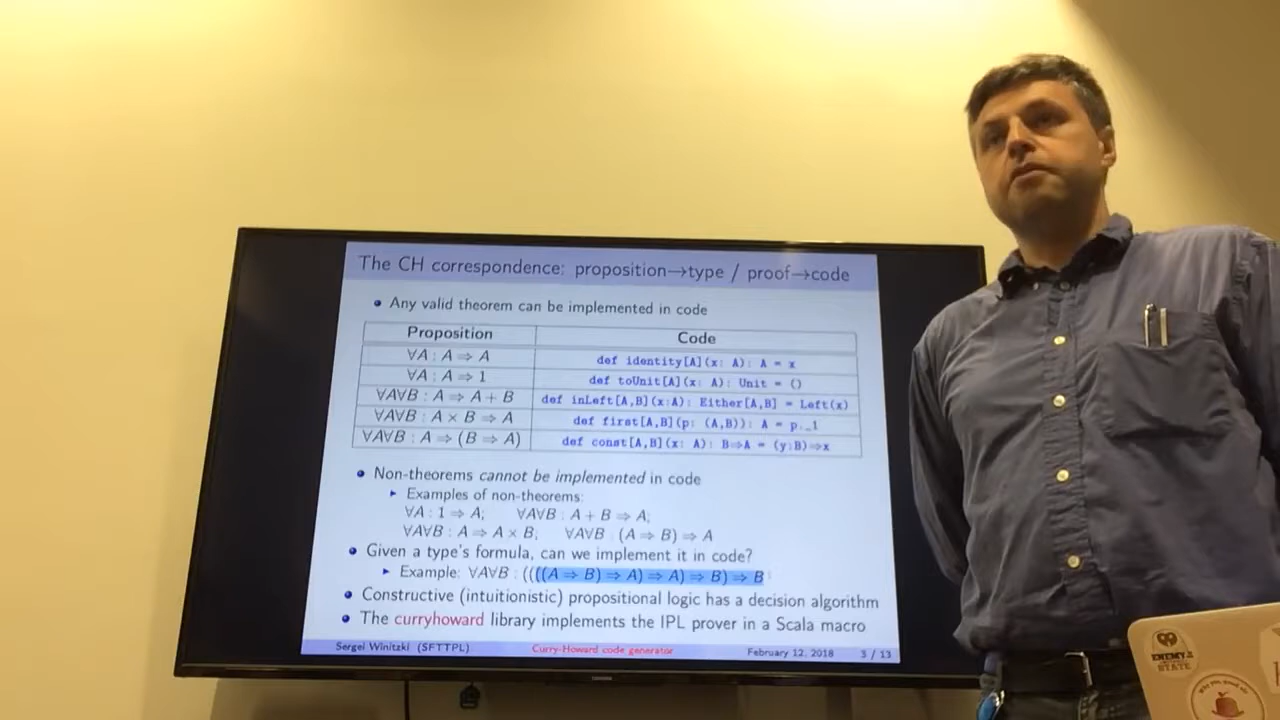 The CH correspondence: proposition→type / proof→code
• Any valid theorem can be implemented in code
Proposition Code
∀A : A ⇒ A def identity[A](x: A): A = x
∀A : A ⇒ 1 def toUnit[A](x: A): Unit = ()
∀A∀B : A ⇒ A + B def inLeft[A,B](x:A): Either[A,B] = Left(x)
∀A∀B : A × B ⇒ A def first[A,B](p: (A,B)): A = p._1
∀A∀B : A ⇒ (B ⇒ A) def const[A,B](x: A): B⇒A = (y:B)⇒x
• Non-theorems cannot be implemented in code
▸ Examples of non-theorems:
∀A : 1 ⇒ A; ∀A∀B : A + B ⇒ A;
∀A∀B : A ⇒ A × B; ∀A∀B : (A ⇒ B) ⇒ A
• Given a type's formula, can we implement it in code?
▸ Example: ∀A∀B : ((((A ⇒ B) ⇒ A) ⇒ A) ⇒ B) ⇒ B
• Constructive (intuitionistic) propositional logic has a decision algorithm
• The curryhoward library implements the IPL prover in a Scala macro
Sergei Winitzki (SFTTPL) Curry-Howard code generator February 12, 2018 3 / 13
ENEMY
STATE